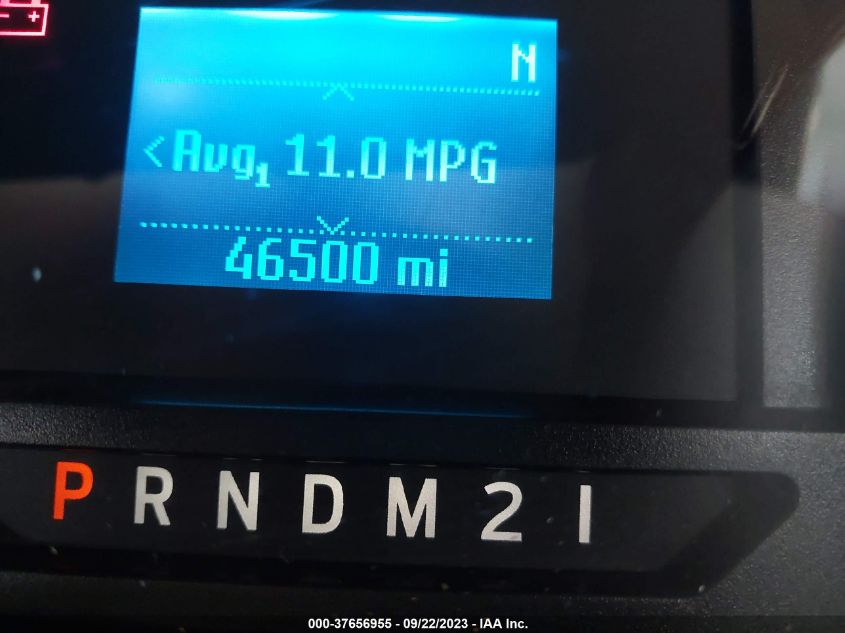 N
<Avg1 11.0 MPG
46500 mi
P R N D M 2 1
000-37656955 - 09/22/2023 - IAA Inc.